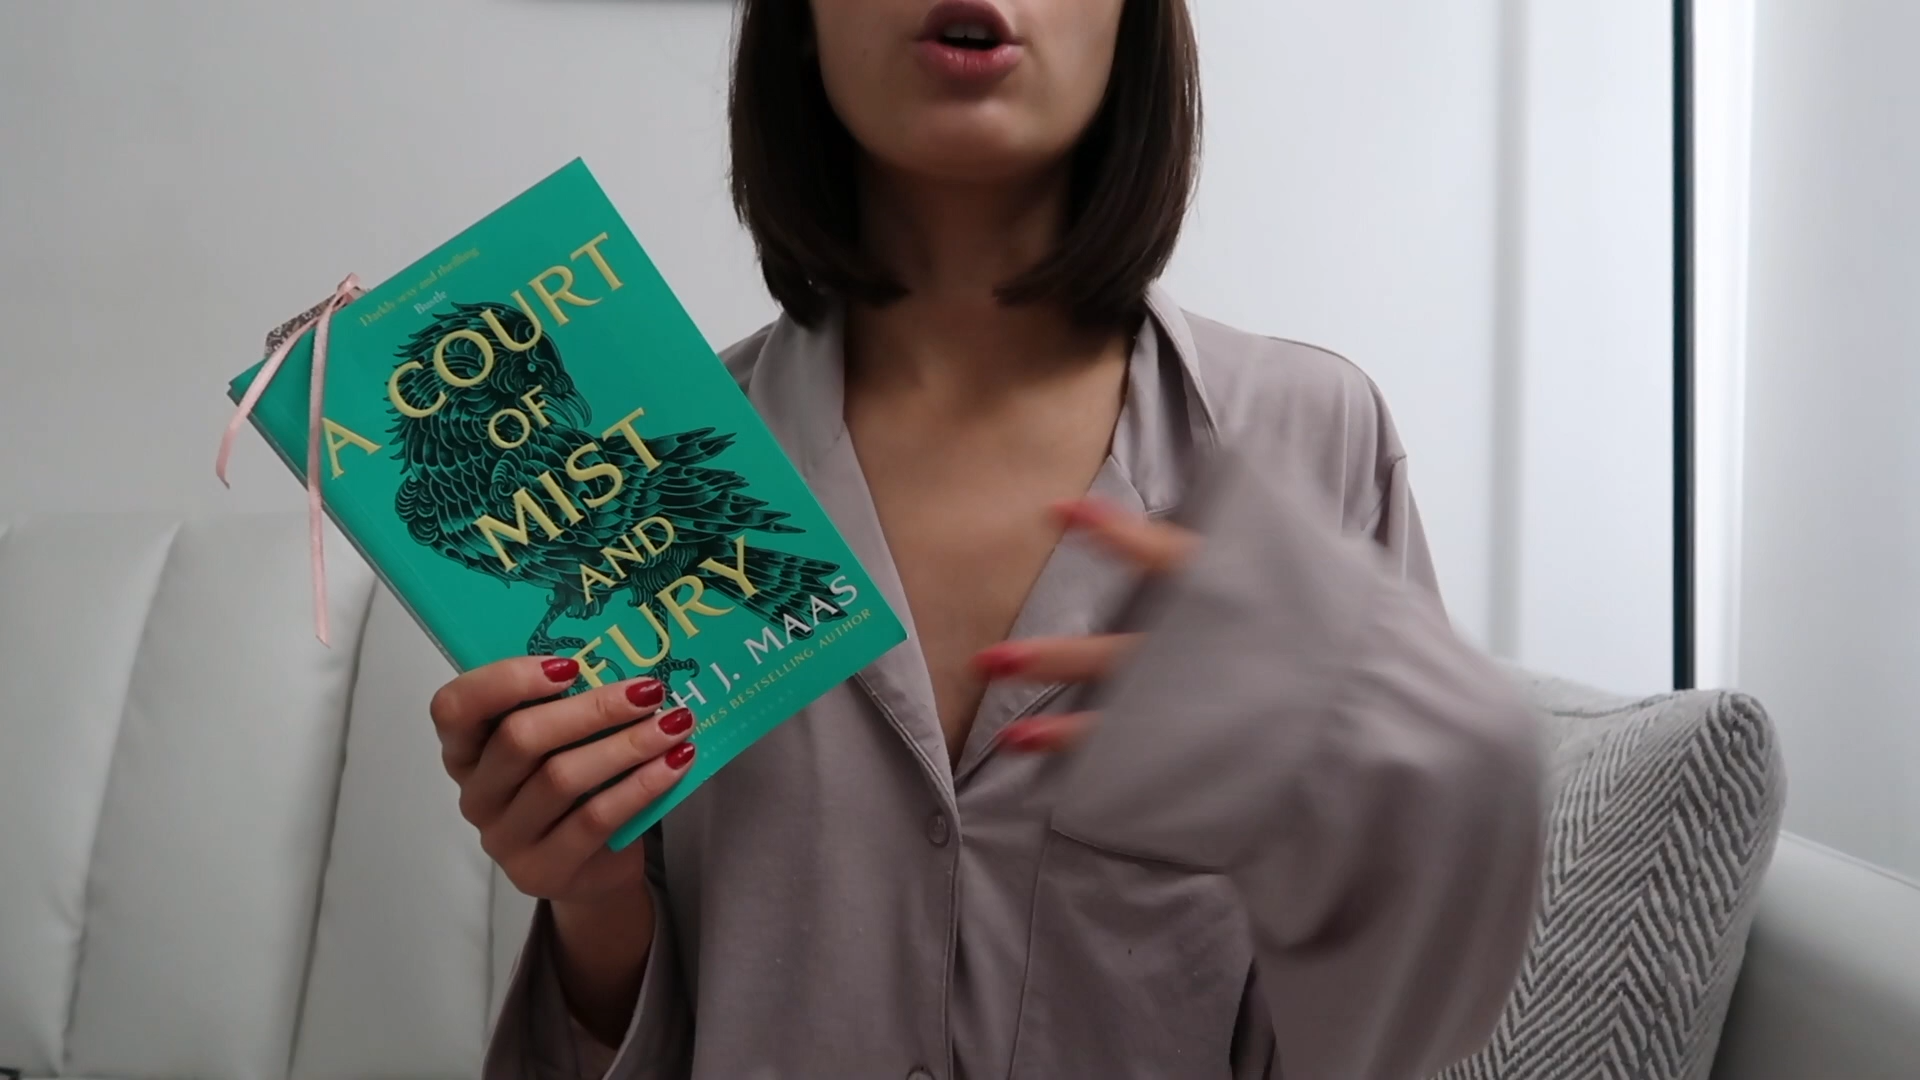 Darkly sexy and thrilling
Bustle
A COURT
OF
MIST
AND
FURY
H J. MAAS
TIMES BESTSELLING AUTHOR